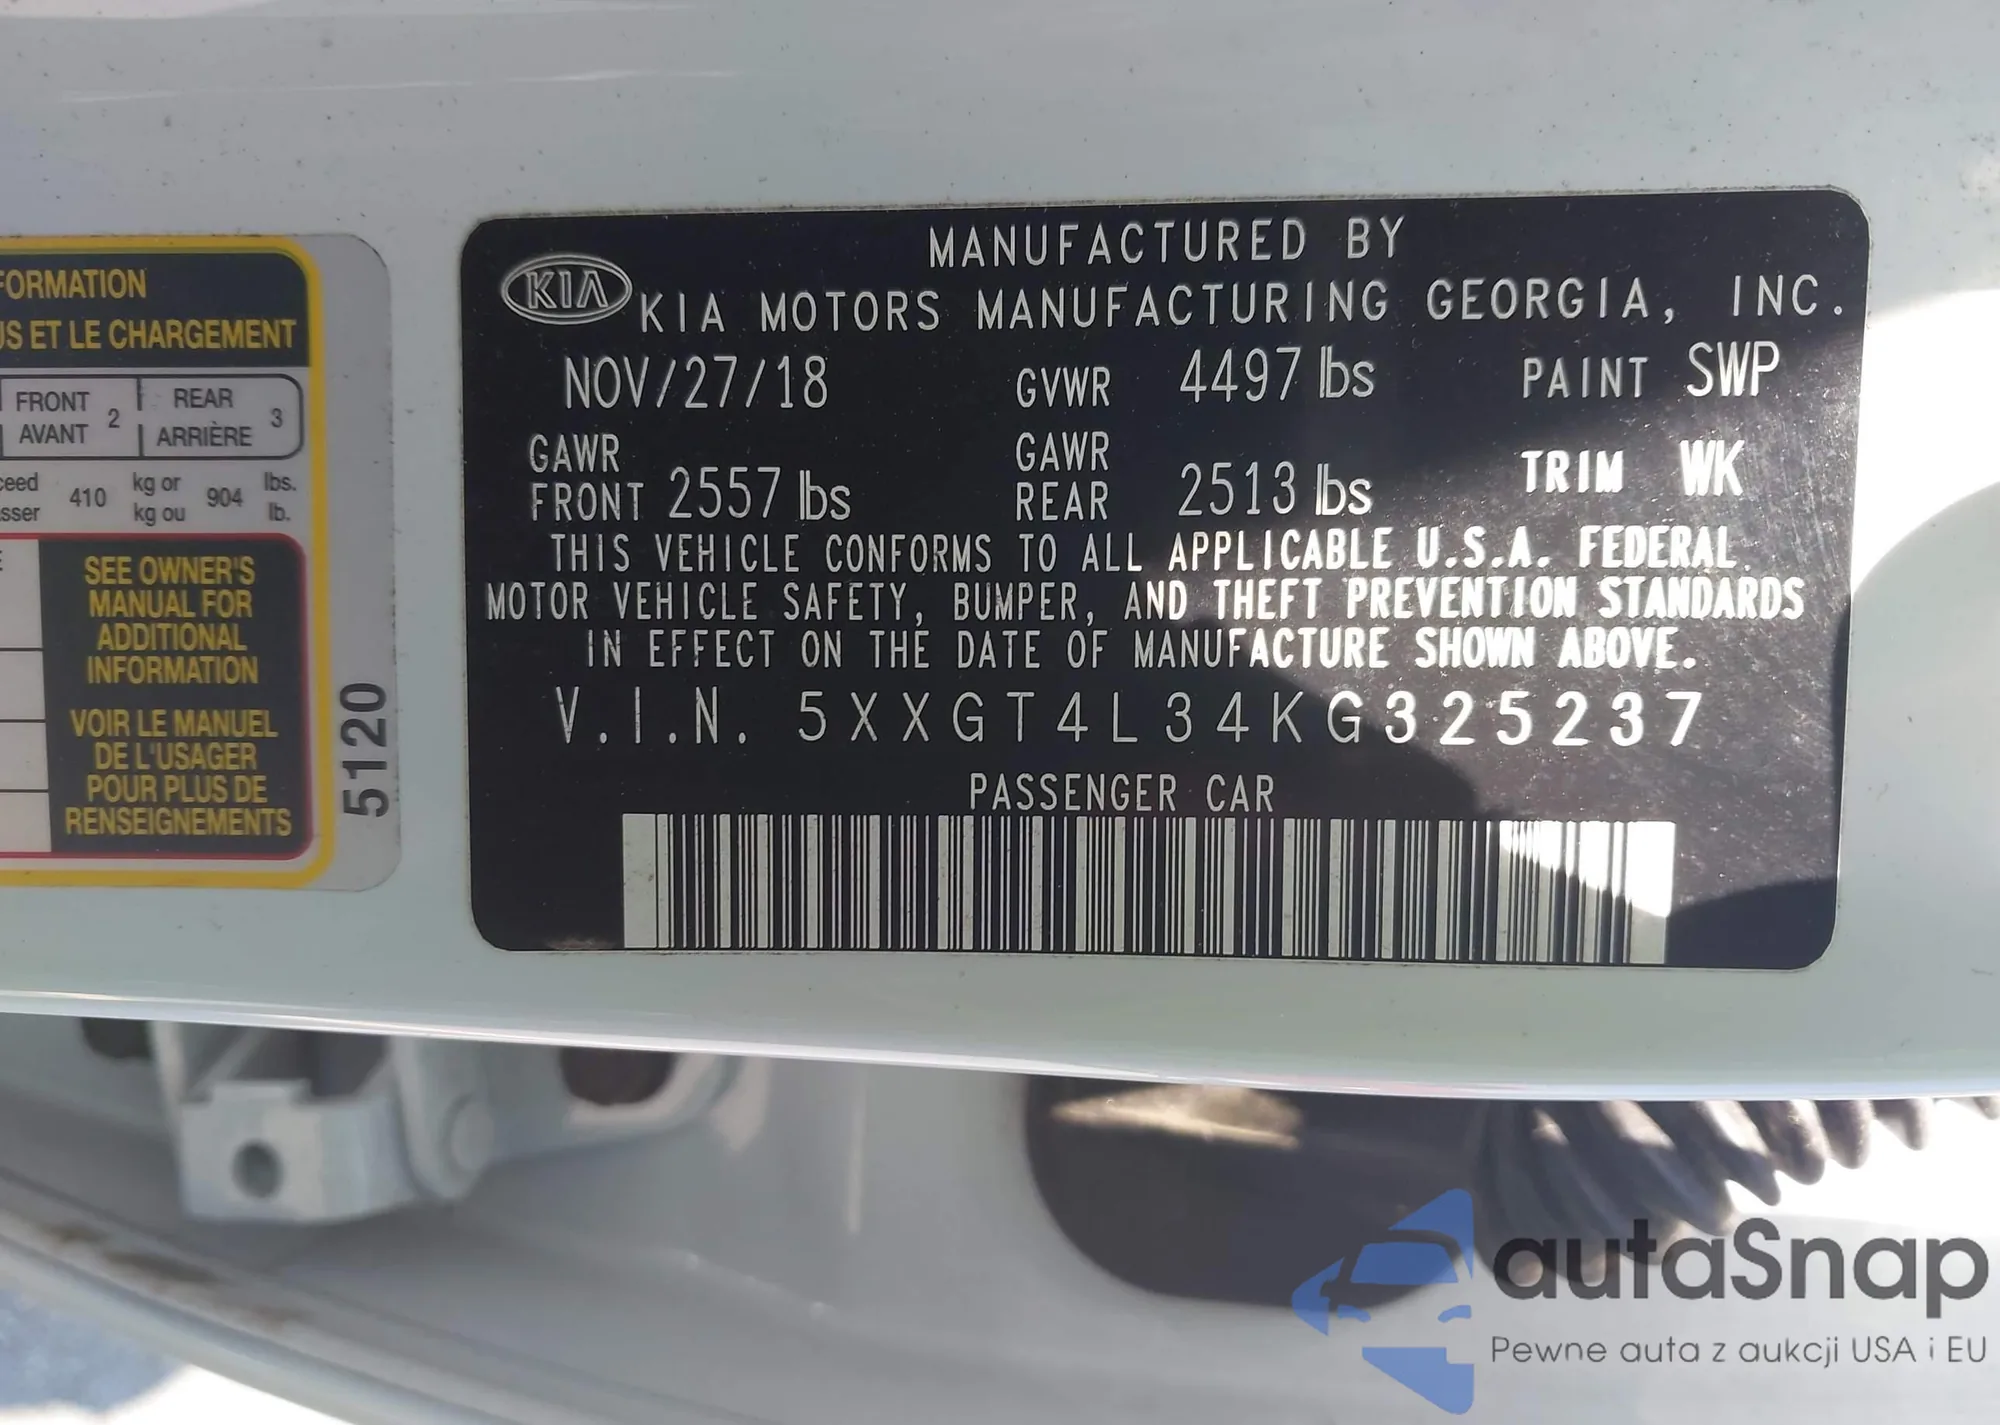 FORMATION
US ET LE CHARGEMENT
FRONT
AVANT 2
REAR
ARRIÈRE 3
ceed
sser 410 kg or
kg ou 904 lbs.
lb.
SEE OWNER'S
MANUAL FOR
ADDITIONAL
INFORMATION
VOIR LE MANUEL
DE L'USAGER
POUR PLUS DE
RENSEIGNEMENTS
5120
MANUFACTURED BY
KIA KIA MOTORS MANUFACTURING GEORGIA, INC.
NOV/27/18 GVWR 4497 lbs PAINT SWP
GAWR
FRONT 2557 lbs GAWR
REAR 2513 lbs TRIM WK
THIS VEHICLE CONFORMS TO ALL APPLICABLE U.S.A. FEDERAL
MOTOR VEHICLE SAFETY, BUMPER, AND THEFT PREVENTION STANDARDS
IN EFFECT ON THE DATE OF MANUFACTURE SHOWN ABOVE.
V.I.N. 5XXGT4L34KG325237
PASSENGER CAR
autaSnap
Pewne auta z aukcji USA i EU